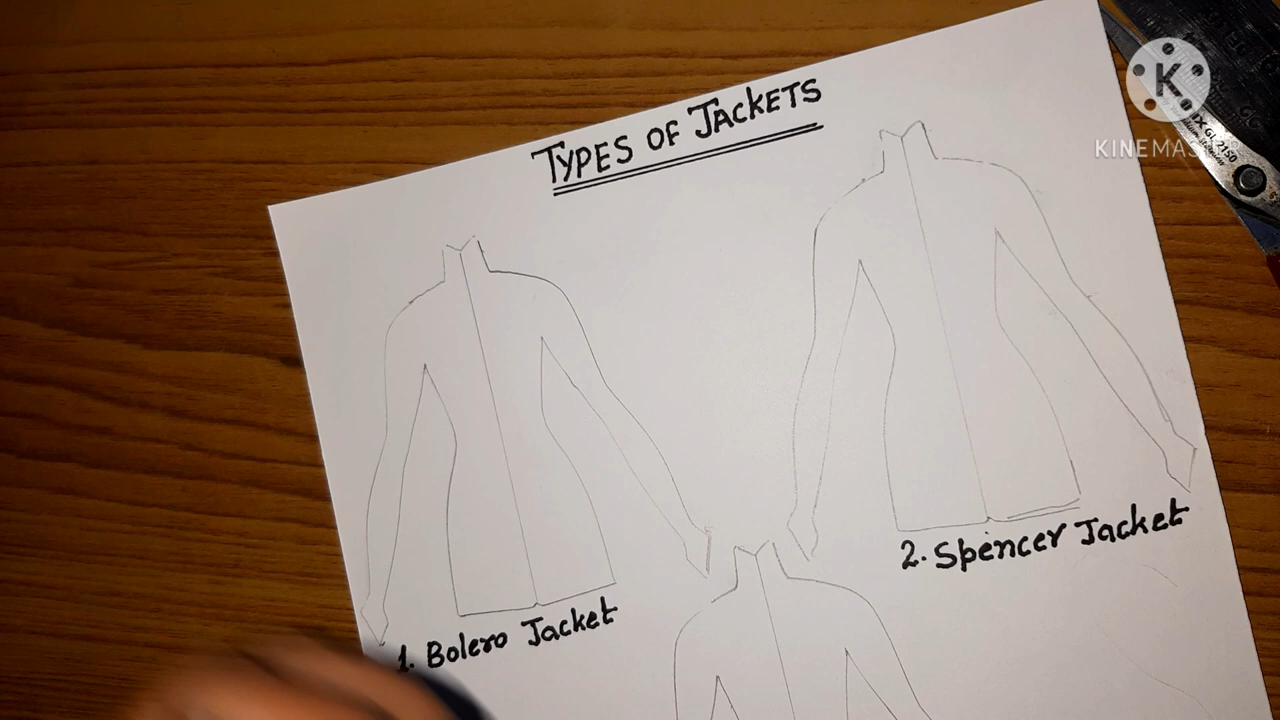 TYPES OF JACKETS
1. Bolero Jacket
2. Spencer Jacket
K
KINEMASTER